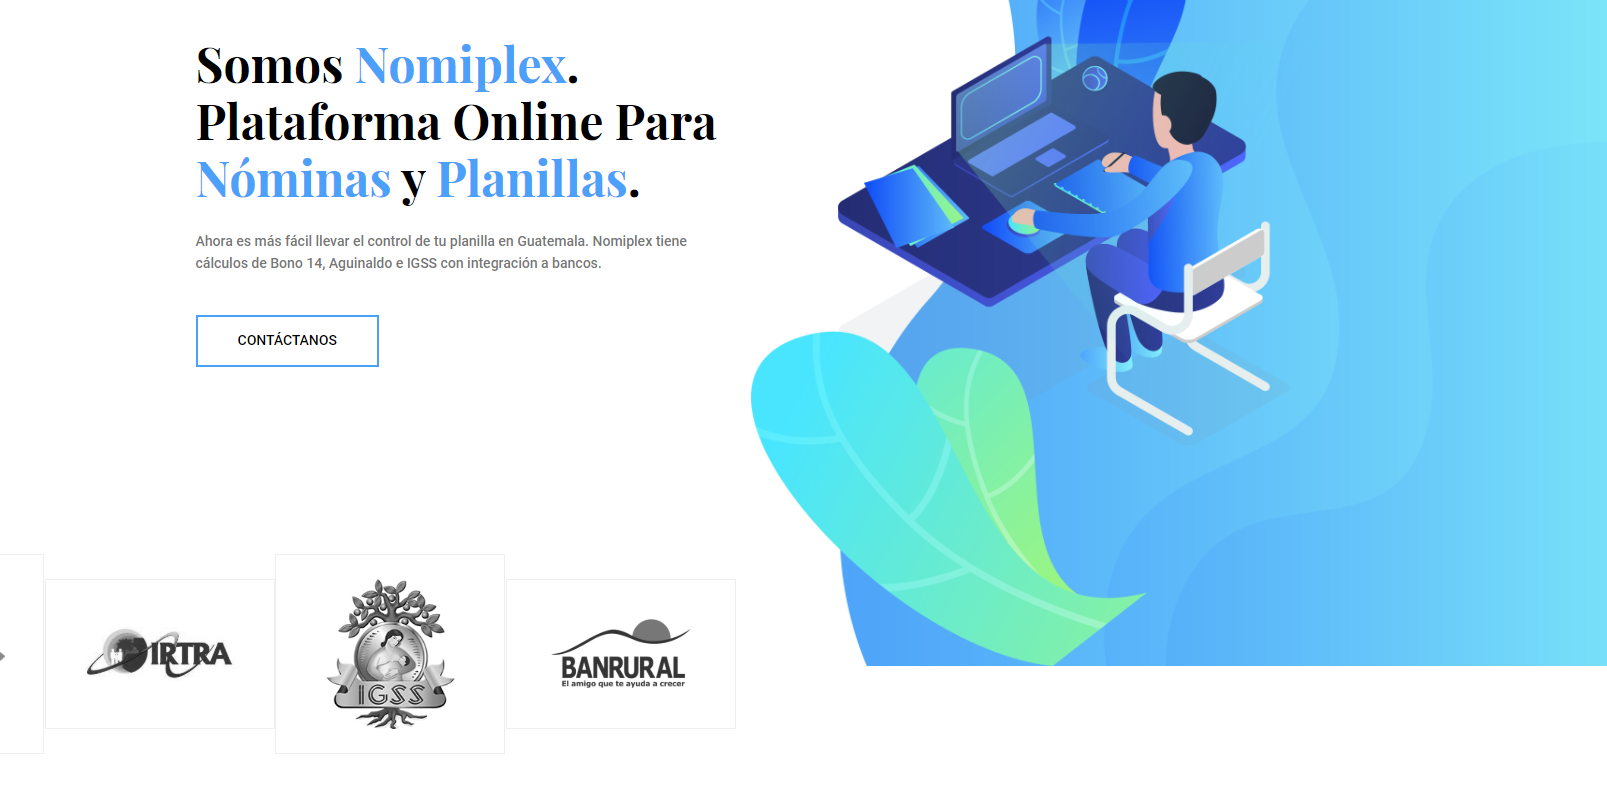 Somos Nomiplex.
Plataforma Online Para
Nóminas y Planillas.
Ahora es más fácil llevar el control de tu planilla en Guatemala. Nomiplex tiene
cálculos de Bono 14, Aguinaldo e IGSS con integración a bancos.
CONTÁCTANOS
IRTRA
IGSS
BANRURAL
El amigo que te ayuda a crecer